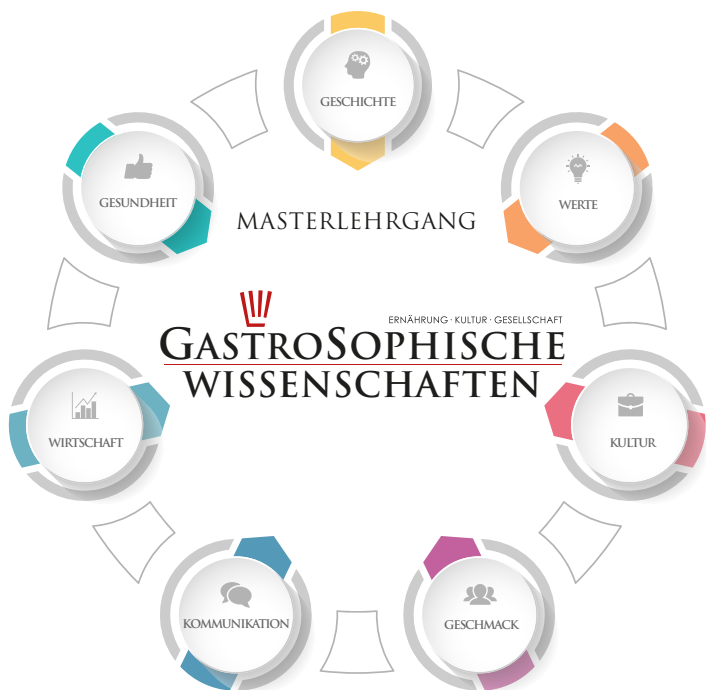 GESCHICHTE
GESUNDHEIT
WERTE
MASTERLEHRGANG
ERNÄHRUNG · KULTUR · GESELLSCHAFT
GASTROSOPHISCHE
WISSENSCHAFTEN
WIRTSCHAFT
KULTUR
KOMMUNIKATION
GESCHMACK